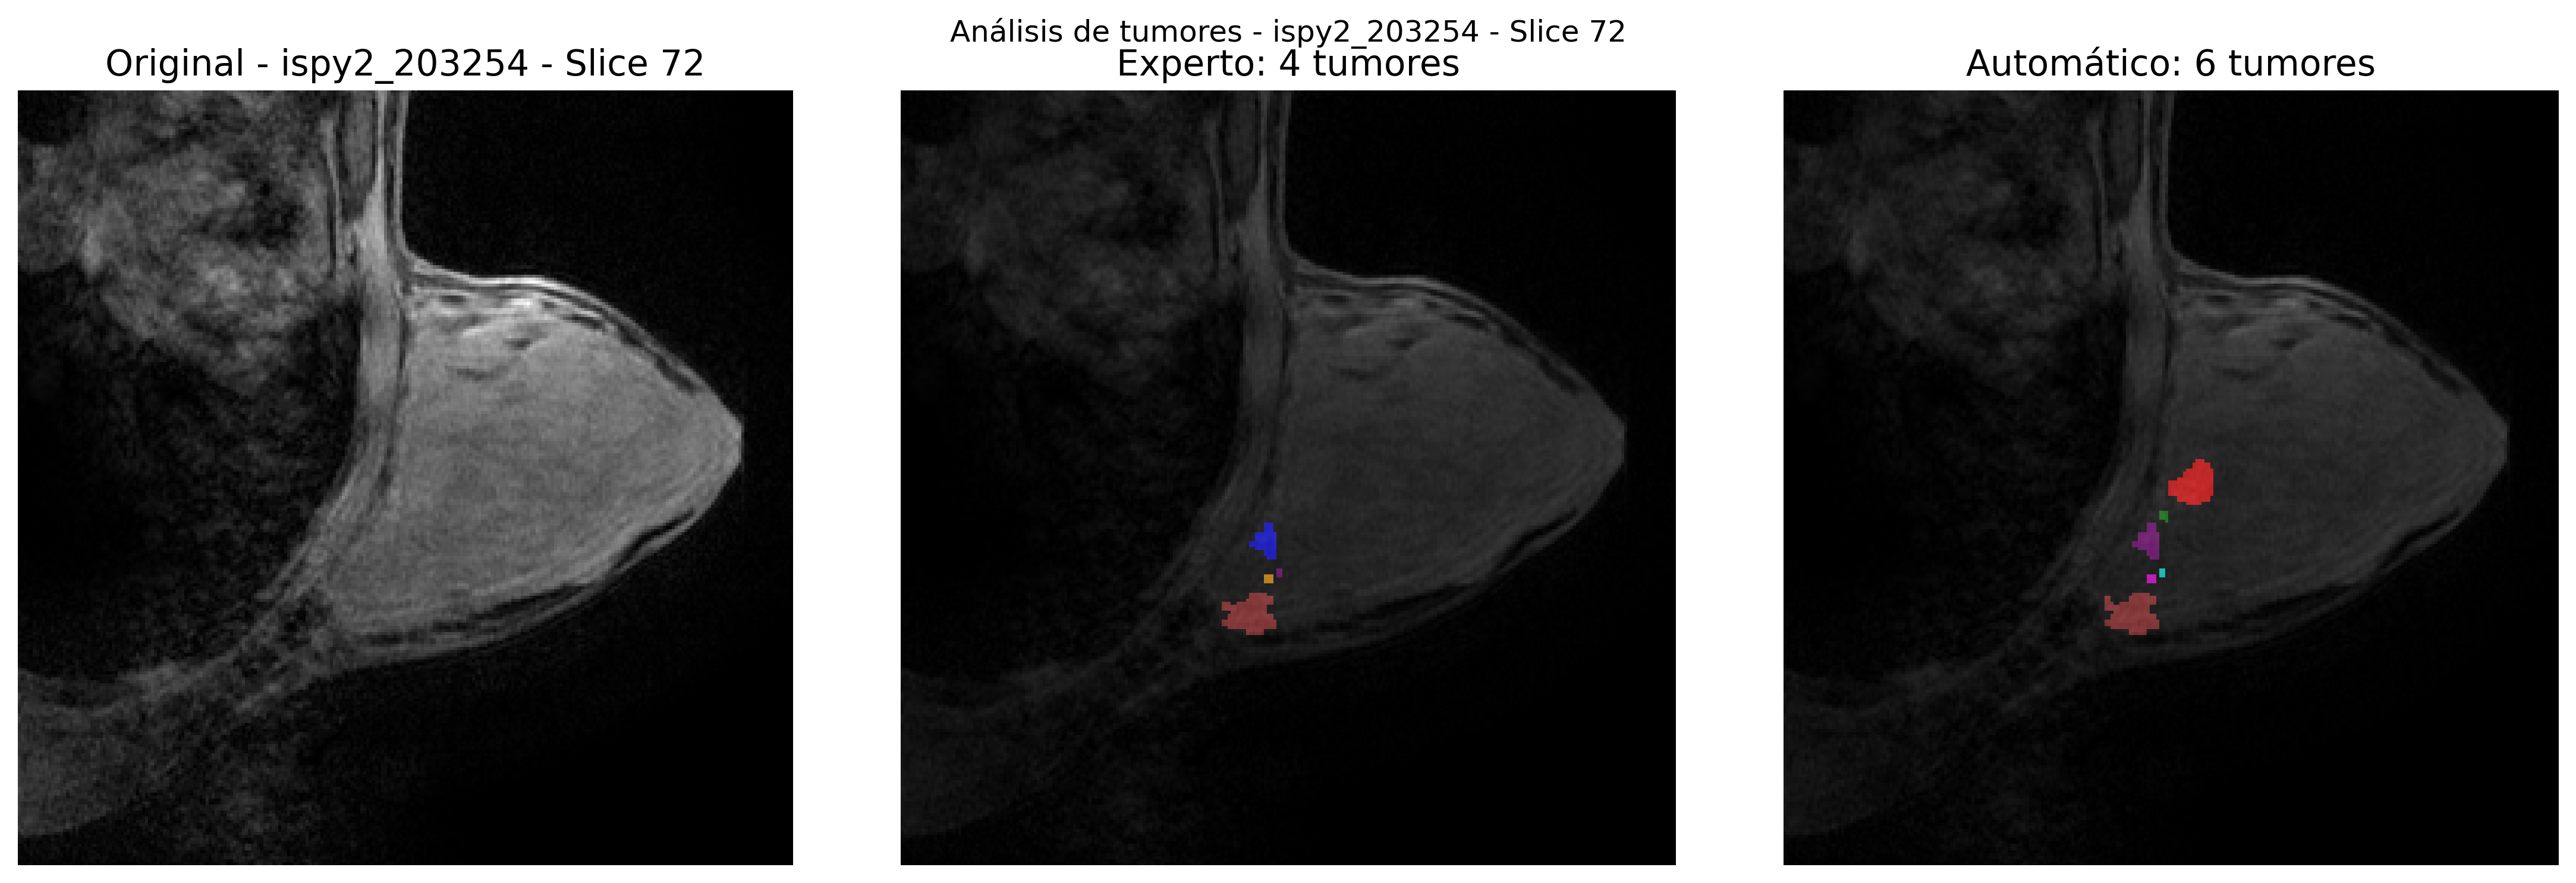 Análisis de tumores - ispy2_203254 - Slice 72
Original - ispy2_203254 - Slice 72
Experto: 4 tumores
Automático: 6 tumores